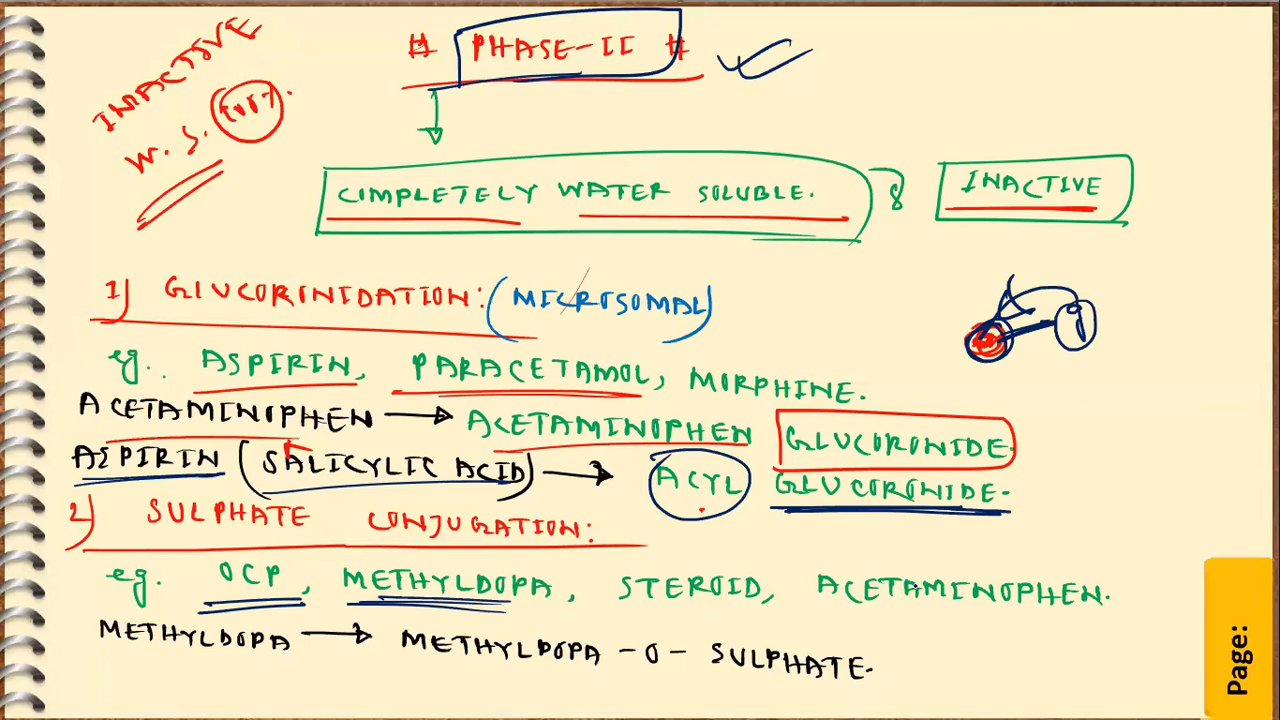 # PHASE-II #
INACTIVE
W. S.
COMPLETELY WATER SOLUBLE. & INACTIVE
1) GLUCORONIDATION: (MICROSOMAL)
eg.. ASPIRIN, PARACETAMOL, MORPHINE.
ACETAMINOPHEN → ACETAMINOPHEN GLUCORONIDE.
ASPIRIN (SALICYLIC ACID) → ACYL GLUCORONIDE.
2) SULPHATE CONJUGATION:
eg. OCP, METHYLDOPA, STEROID, ACETAMINOPHEN.
METHYLDOPA → METHYLDOPA - O - SULPHATE.
Page: